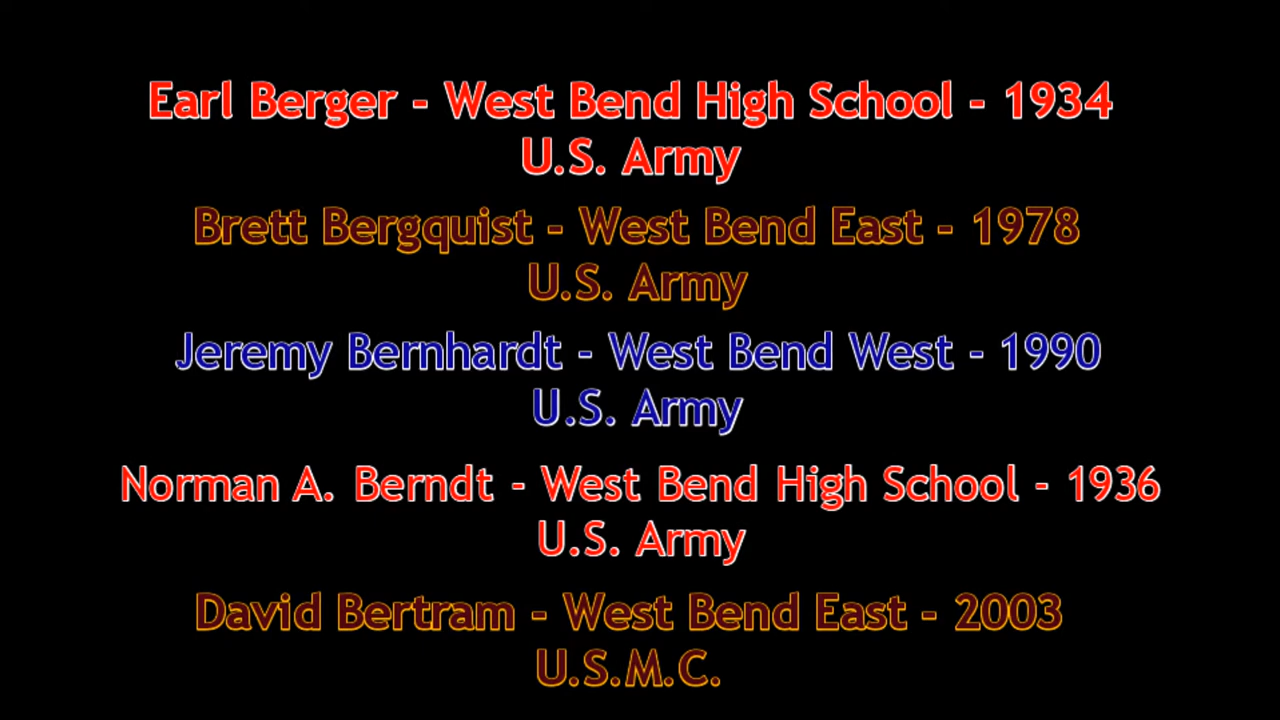 Earl Berger - West Bend High School - 1934
U.S. Army
Brett Bergquist - West Bend East - 1978
U.S. Army
Jeremy Bernhardt - West Bend West - 1990
U.S. Army
Norman A. Berndt - West Bend High School - 1936
U.S. Army
David Bertram - West Bend East - 2003
U.S.M.C.